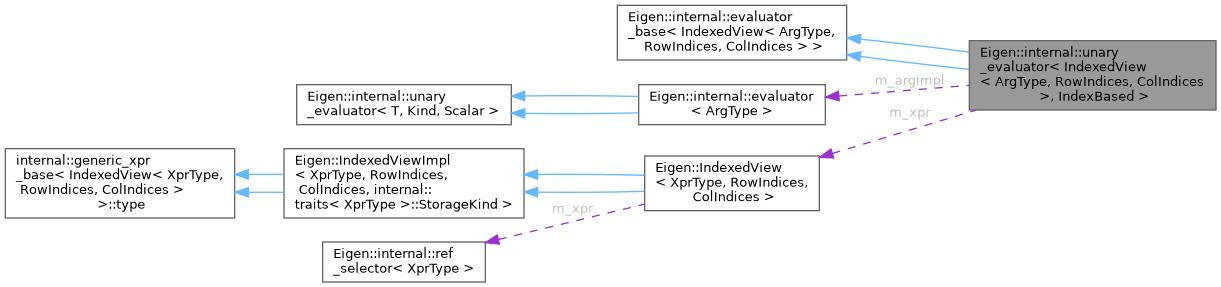 Eigen::internal::evaluator
_base< IndexedView< ArgType,
RowIndices, ColIndices > >
Eigen::internal::unary
_evaluator< IndexedView
< ArgType, RowIndices, ColIndices
>, IndexBased >
m_argImpl
Eigen::internal::unary
_evaluator< T, Kind, Scalar >
Eigen::internal::evaluator
< ArgType >
m_xpr
internal::generic_xpr
_base< IndexedView< XprType,
RowIndices, ColIndices >
>::type
Eigen::IndexedViewImpl
< XprType, RowIndices,
ColIndices, internal::
traits< XprType >::StorageKind >
Eigen::IndexedView
< XprType, RowIndices,
ColIndices >
m_xpr
Eigen::internal::ref
_selector< XprType >